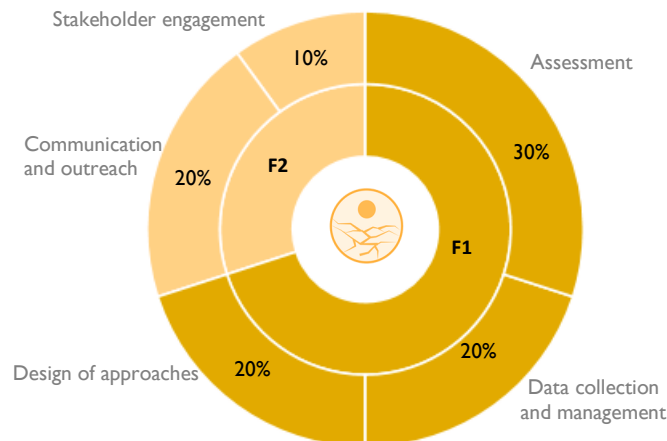 Stakeholder engagement
10%
Assessment
30%
Communication
and outreach
20%
F2
F1
Design of approaches
20%
20%
Data collection
and management